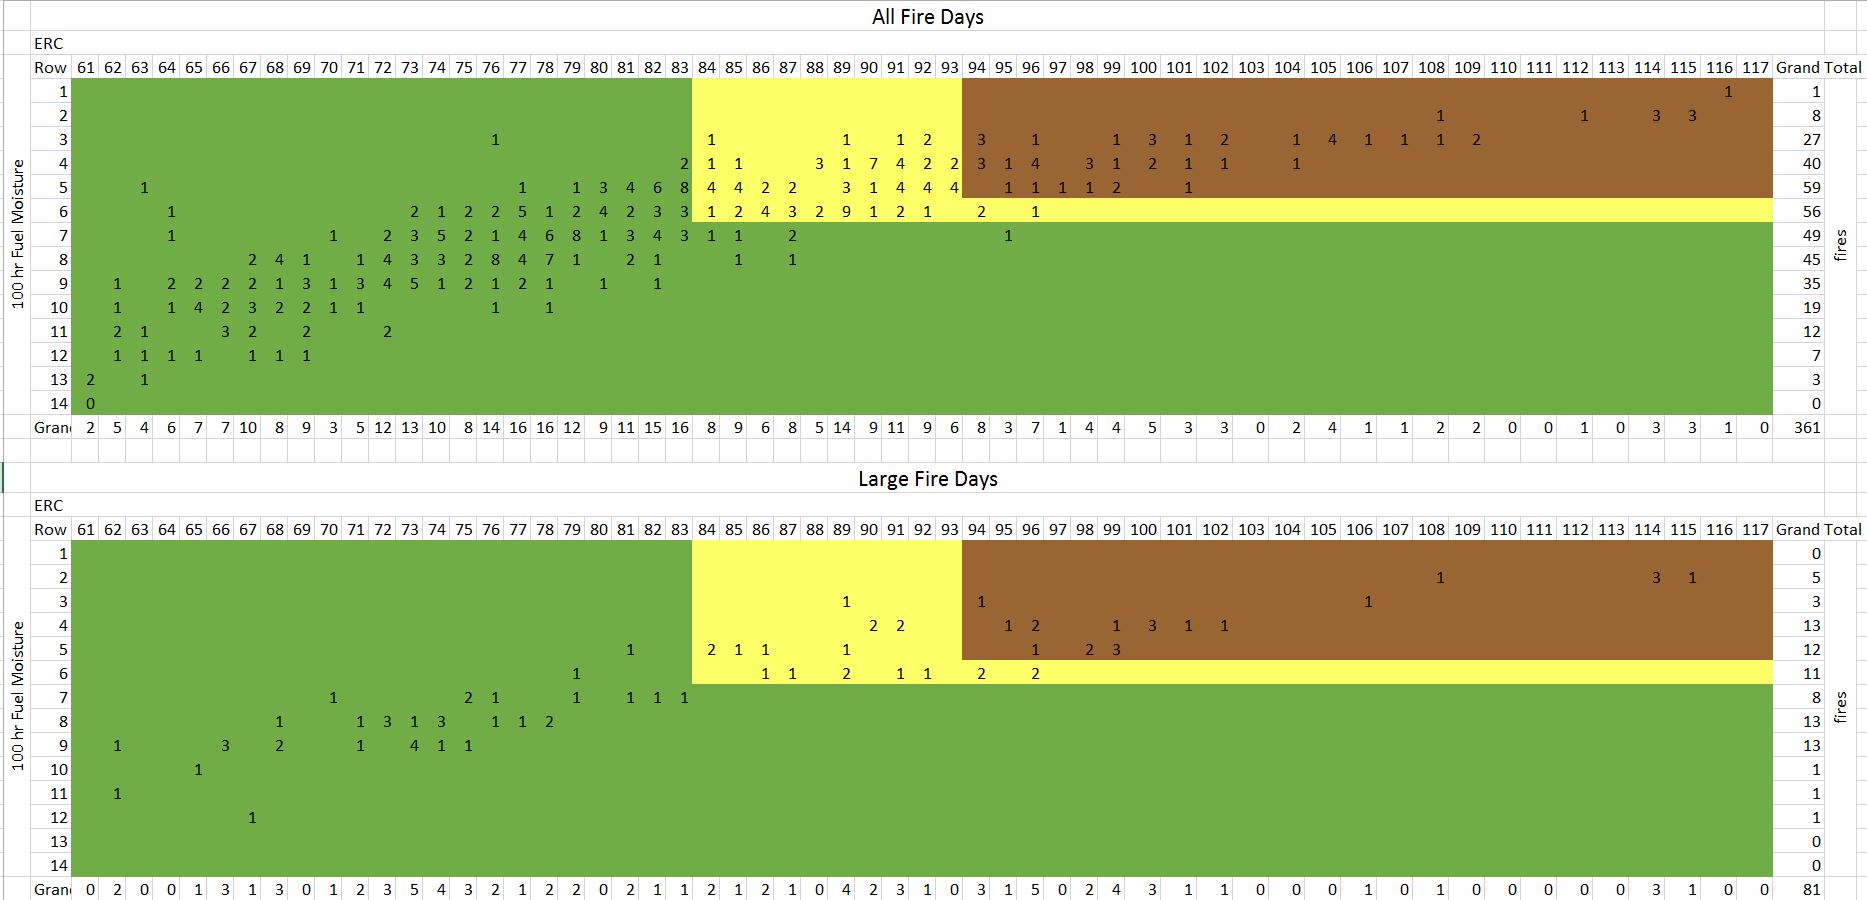 All Fire Days
ERC
Row 61 62 63 64 65 66 67 68 69 70 71 72 73 74 75 76 77 78 79 80 81 82 83 84 85 86 87 88 89 90 91 92 93 94 95 96 97 98 99 100 101 102 103 104 105 106 107 108 109 110 111 112 113 114 115 116 117 Grand Total
100 hr Fuel Moisture
1 1 1
2 1 1 3 3 8
3 1 1 1 1 2 3 1 1 3 1 2 1 4 1 1 1 2 27
4 2 1 1 3 1 7 4 2 2 3 1 4 3 1 2 1 1 1 40
5 1 1 1 3 4 6 8 4 4 2 2 3 1 4 4 4 1 1 1 1 2 1 59
6 1 2 1 2 2 5 1 2 4 2 3 3 1 2 4 3 2 9 1 2 1 2 1 56
7 1 1 2 3 5 2 1 4 6 8 1 3 4 3 1 1 2 1 49
8 2 4 1 1 4 3 3 2 8 4 7 1 2 1 1 1 45
9 1 2 2 2 2 1 3 1 3 4 5 1 2 1 2 1 1 1 35
10 1 1 4 2 3 2 2 1 1 1 1 19
11 2 1 3 2 2 2 12
12 1 1 1 1 1 1 1 7
13 2 1 3
14 0 0
fires
Gran 2 5 4 6 7 7 10 8 9 3 5 12 13 10 8 14 16 16 12 9 11 15 16 8 9 6 8 5 14 9 11 9 6 8 3 7 1 4 4 5 3 3 0 2 4 1 1 2 2 0 0 1 0 3 3 1 0 361
Large Fire Days
ERC
Row 61 62 63 64 65 66 67 68 69 70 71 72 73 74 75 76 77 78 79 80 81 82 83 84 85 86 87 88 89 90 91 92 93 94 95 96 97 98 99 100 101 102 103 104 105 106 107 108 109 110 111 112 113 114 115 116 117 Grand Total
100 hr Fuel Moisture
1 0
2 1 3 1 5
3 1 1 1 3
4 2 2 1 2 1 3 1 1 13
5 1 2 1 1 1 1 2 3 12
6 1 1 1 2 1 1 2 2 11
7 1 2 1 1 1 1 1 8
8 1 1 3 1 3 1 1 2 13
9 1 3 2 1 4 1 1 13
10 1 1
11 1 1
12 1 1
13 0
14 0
fires
Gran 0 2 0 0 1 3 1 3 0 1 2 3 5 4 3 2 1 2 2 0 2 1 1 2 1 2 1 0 4 2 3 1 0 3 1 5 0 2 4 3 1 1 0 0 0 1 0 1 0 0 0 0 0 3 1 0 0 81